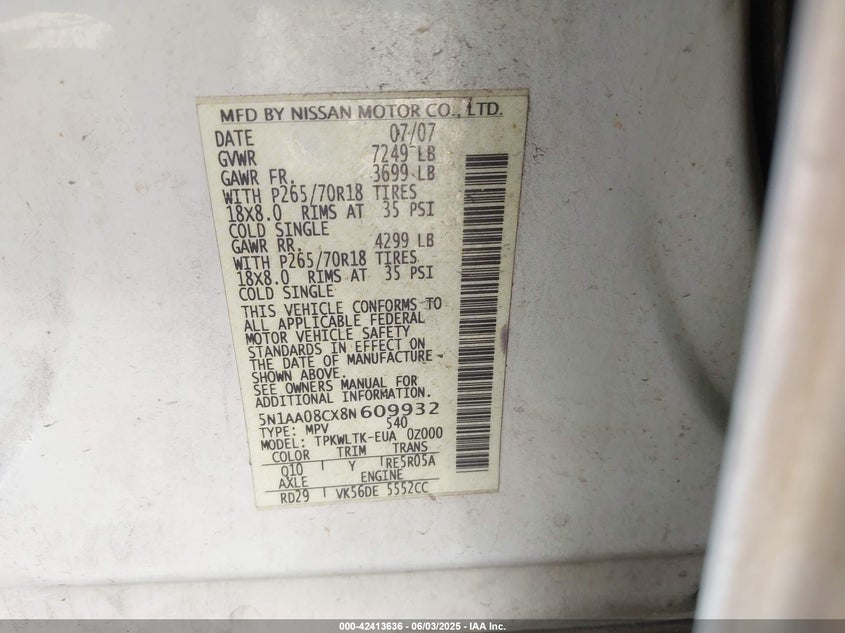 MFD BY NISSAN MOTOR CO., LTD.
DATE 07/07
GVWR 7249 LB
GAWR FR. 3699 LB
WITH P265/70R18 TIRES
18X8.0 RIMS AT 35 PSI
COLD SINGLE
GAWR RR. 4299 LB
WITH P265/70R18 TIRES
18X8.0 RIMS AT 35 PSI
COLD SINGLE
THIS VEHICLE CONFORMS TO
ALL APPLICABLE FEDERAL
MOTOR VEHICLE SAFETY
STANDARDS IN EFFECT ON
THE DATE OF MANUFACTURE
SHOWN ABOVE.
SEE OWNERS MANUAL FOR
ADDITIONAL INFORMATION.
5N1AA08CX8N609932
TYPE: MPV 540
MODEL: TPKWLTK-EUA 0Z000
COLOR TRIM TRANS
Q10 Y RE5R05A
AXLE ENGINE
RD29 VK56DE 5552CC
000-42413636 - 06/03/2025 - IAA Inc.